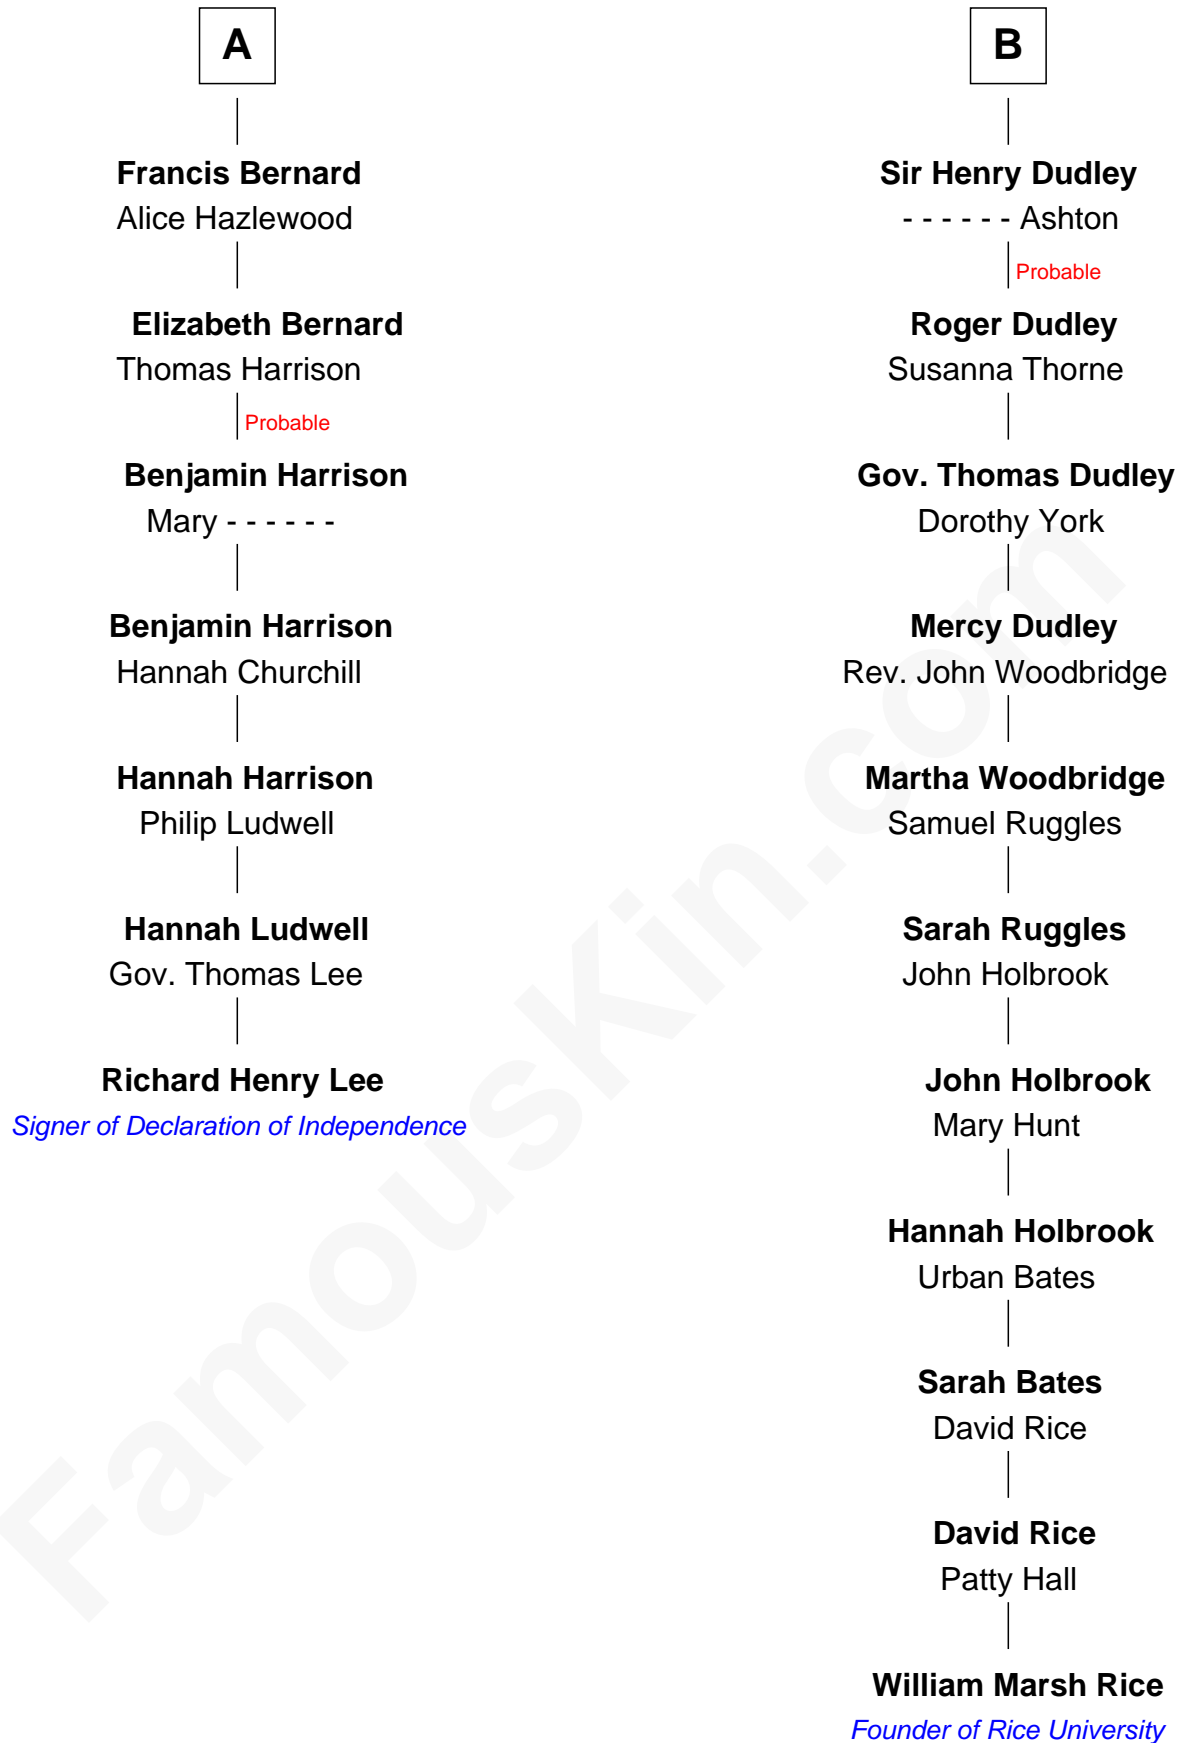 A
Francis Bernard
Alice Hazlewood
Elizabeth Bernard
Thomas Harrison
Probable
Benjamin Harrison
Mary - - - - - -
Benjamin Harrison
Hannah Churchill
Hannah Harrison
Philip Ludwell
Hannah Ludwell
Gov. Thomas Lee
Richard Henry Lee
Signer of Declaration of Independence
B
Sir Henry Dudley
- - - - - - Ashton
Probable
Roger Dudley
Susanna Thorne
Gov. Thomas Dudley
Dorothy York
Mercy Dudley
Rev. John Woodbridge
Martha Woodbridge
Samuel Ruggles
Sarah Ruggles
John Holbrook
John Holbrook
Mary Hunt
Hannah Holbrook
Urban Bates
Sarah Bates
David Rice
David Rice
Patty Hall
William Marsh Rice
Founder of Rice University
FamousKin.com